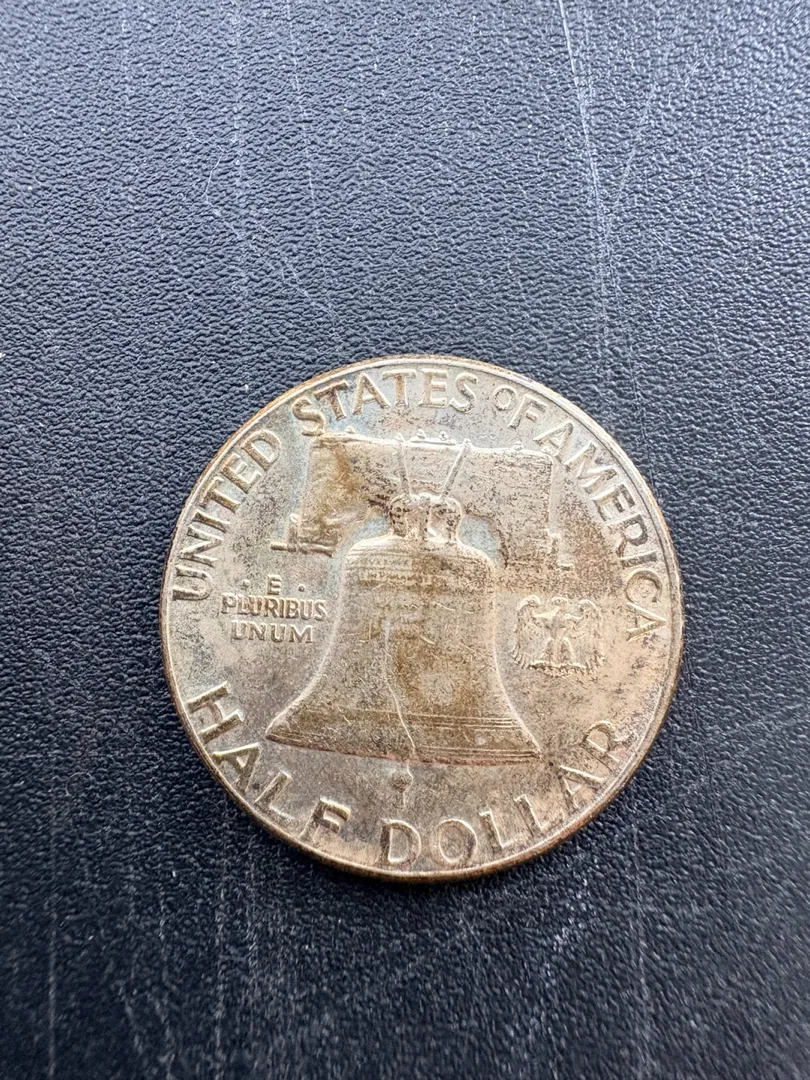 UNITED STATES OF AMERICA
· E ·
PLURIBUS
UNUM
HALF DOLLAR